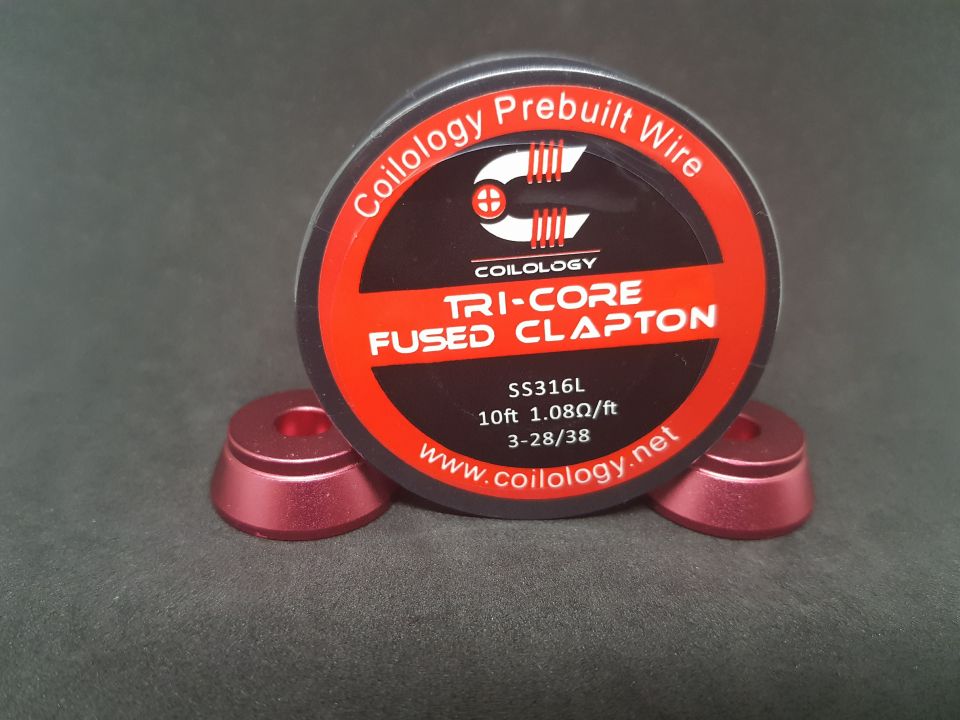 Coilology Prebuilt Wire
COILOLOGY
TRI-CORE
FUSED CLAPTON
SS316L
10ft 1.08Ω/ft
3-28/38
www.coilology.net